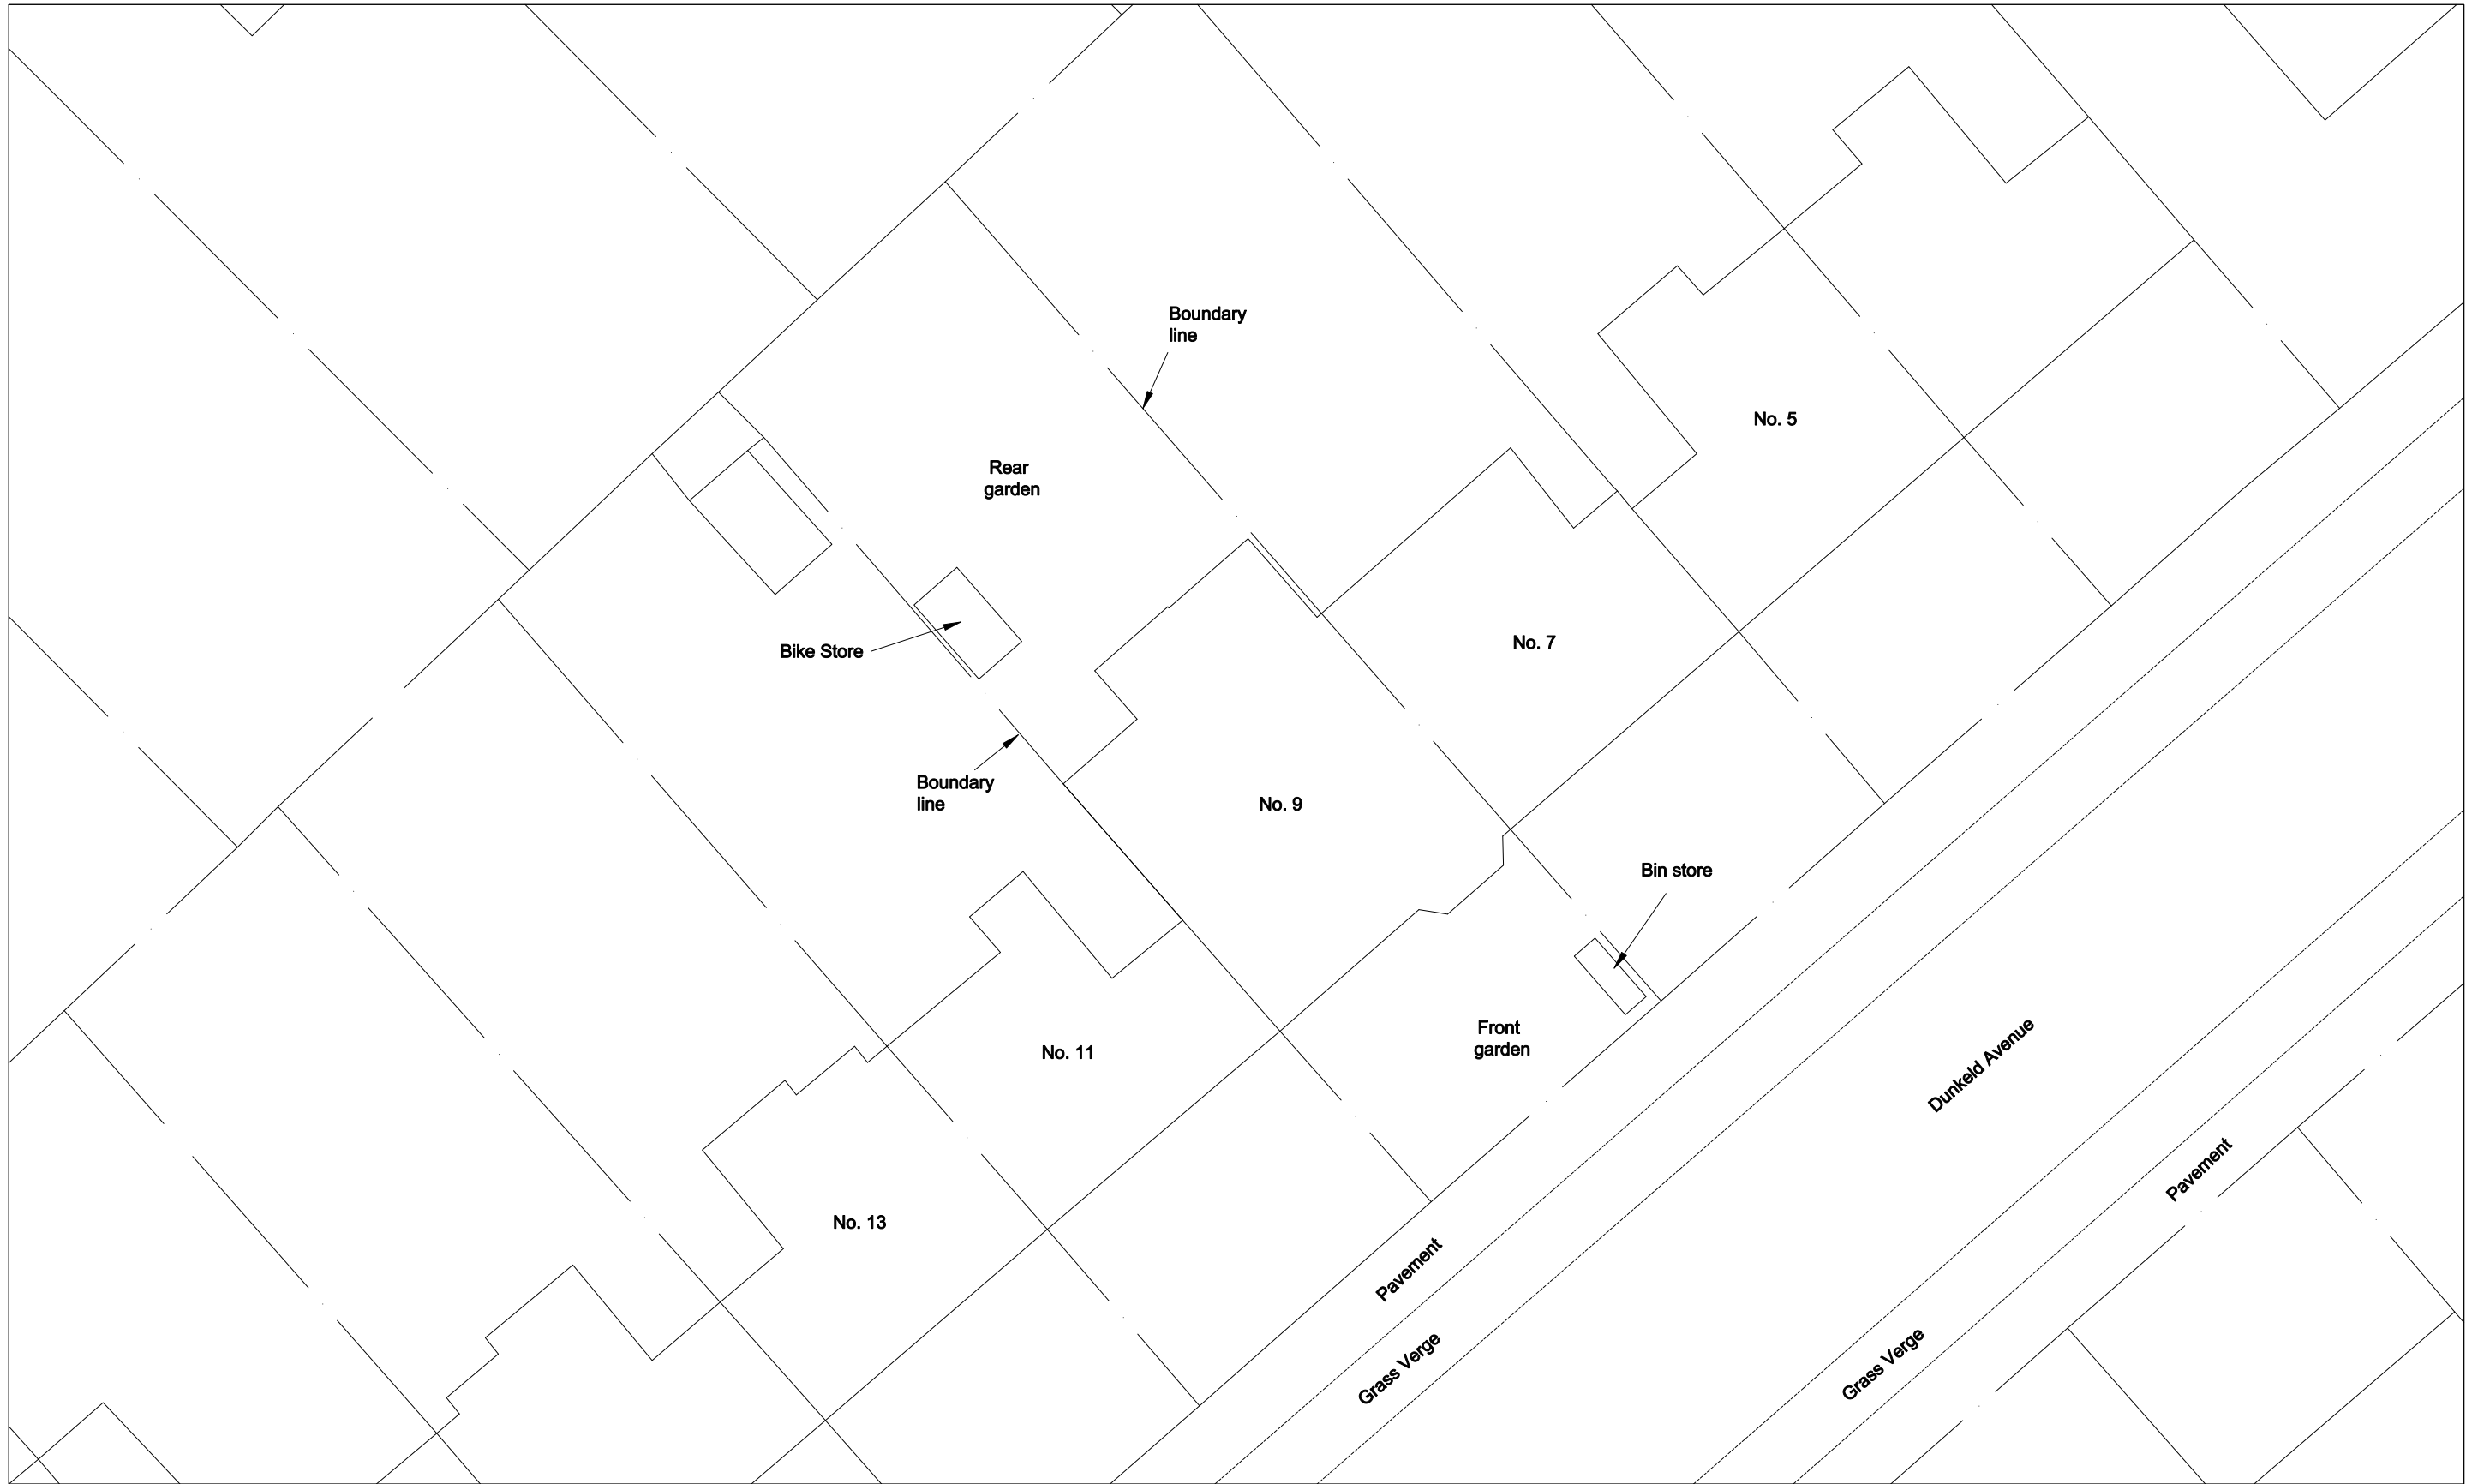 Boundary
line
No. 5
Rear
garden
No. 7
Bike Store
Boundary
line
No. 9
Bin store
Front
garden
No. 11
Dunkeld Avenue
Pavement
No. 13
Pavement
Grass Verge
Grass Verge